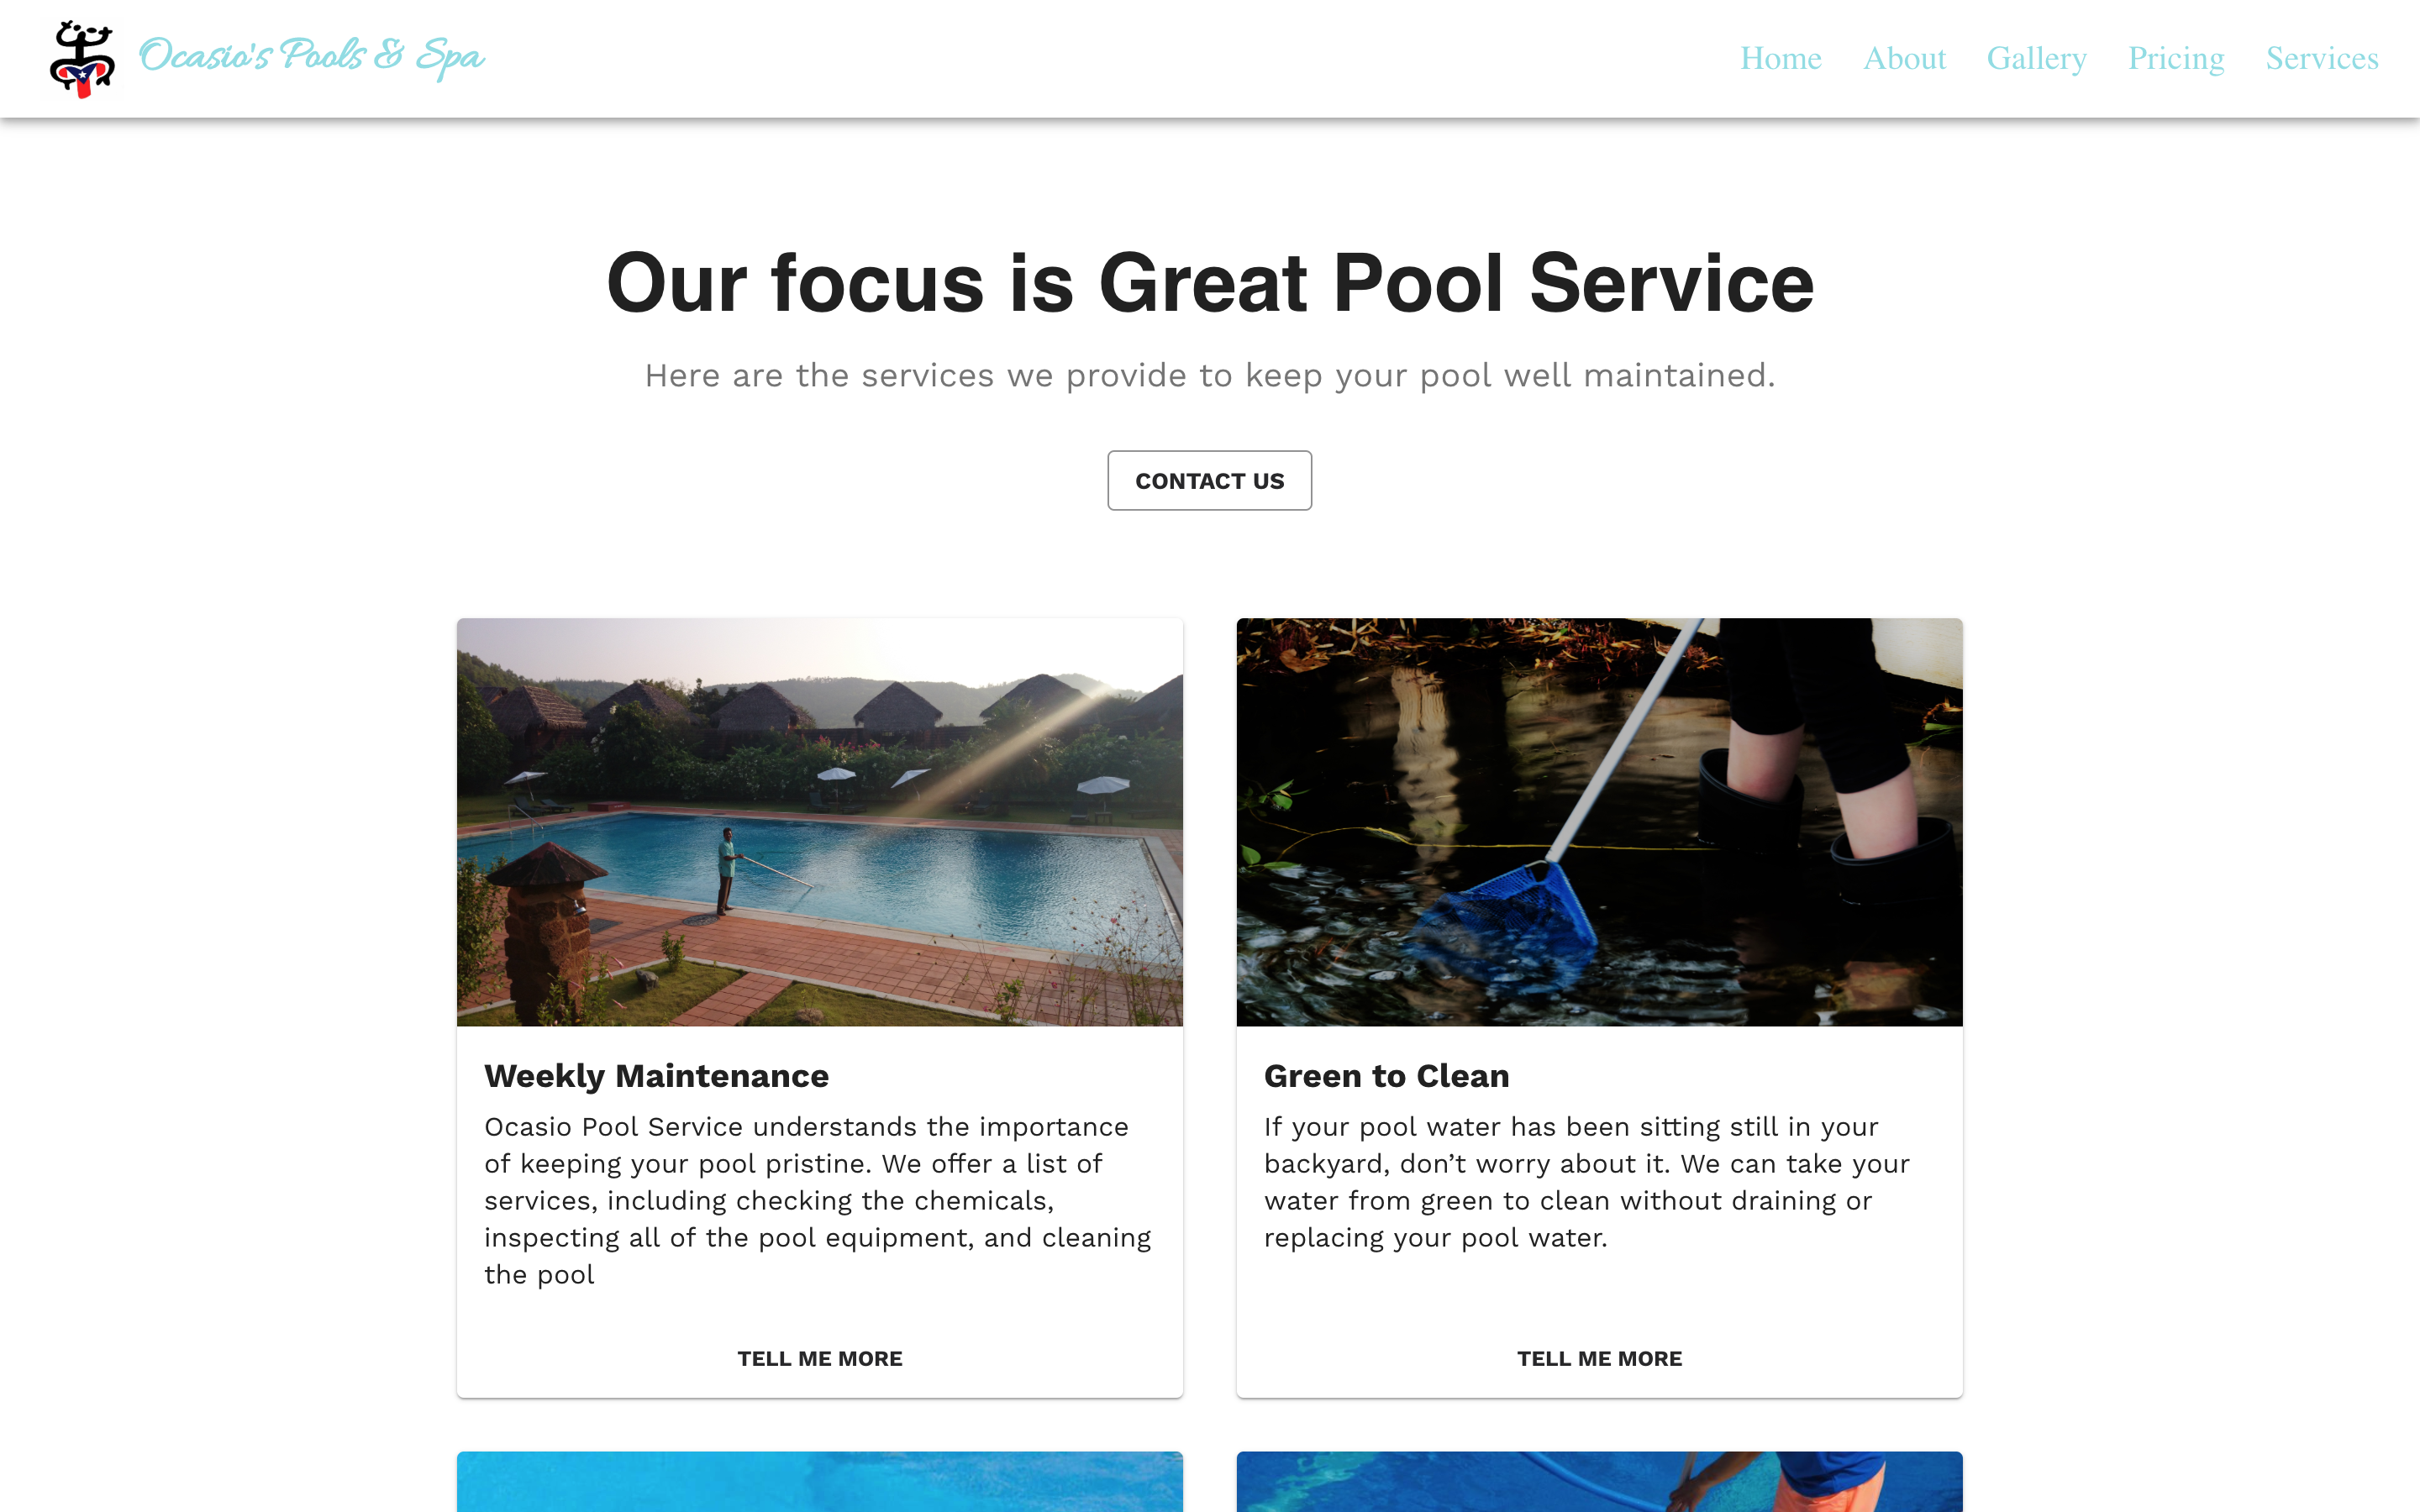 Ocasio's Pools & Spa
Home About Gallery Pricing Services
Our focus is Great Pool Service
Here are the services we provide to keep your pool well maintained.
CONTACT US
Weekly Maintenance
Ocasio Pool Service understands the importance
of keeping your pool pristine. We offer a list of
services, including checking the chemicals,
inspecting all of the pool equipment, and cleaning
the pool
TELL ME MORE
Green to Clean
If your pool water has been sitting still in your
backyard, don’t worry about it. We can take your
water from green to clean without draining or
replacing your pool water.
TELL ME MORE